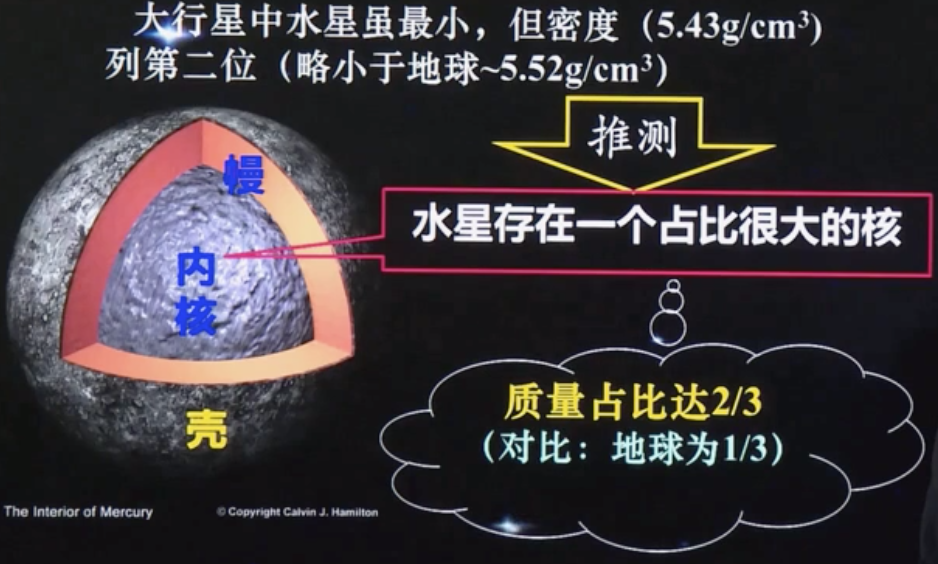 大行星中水星虽最小，但密度（5.43g/cm³）
列第二位（略小于地球~5.52g/cm³）
推测
幔
水星存在一个占比很大的核
内
核
质量占比达2/3
（对比：地球为1/3）
壳
The Interior of Mercury
© Copyright Calvin J. Hamilton